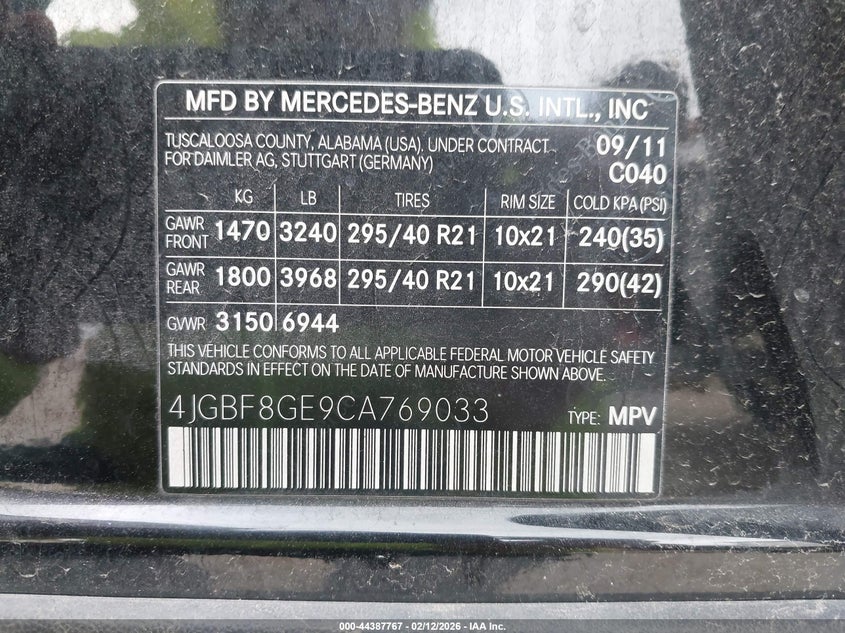 MFD BY MERCEDES-BENZ U.S. INTL., INC
TUSCALOOSA COUNTY, ALABAMA (USA). UNDER CONTRACT 09/11
FOR DAIMLER AG, STUTTGART (GERMANY) C040
KG LB TIRES RIM SIZE COLD KPA (PSI)
GAWR FRONT 1470 3240 295/40 R21 10x21 240(35)
GAWR REAR 1800 3968 295/40 R21 10x21 290(42)
GVWR 3150 6944
THIS VEHICLE CONFORMS TO ALL APPLICABLE FEDERAL MOTOR VEHICLE SAFETY
STANDARDS IN EFFECT ON THE DATE OF MANUFACTURE SHOWN ABOVE.
4JGBF8GE9CA769033 TYPE: MPV
000-44387767 - 02/12/2026 - IAA Inc.